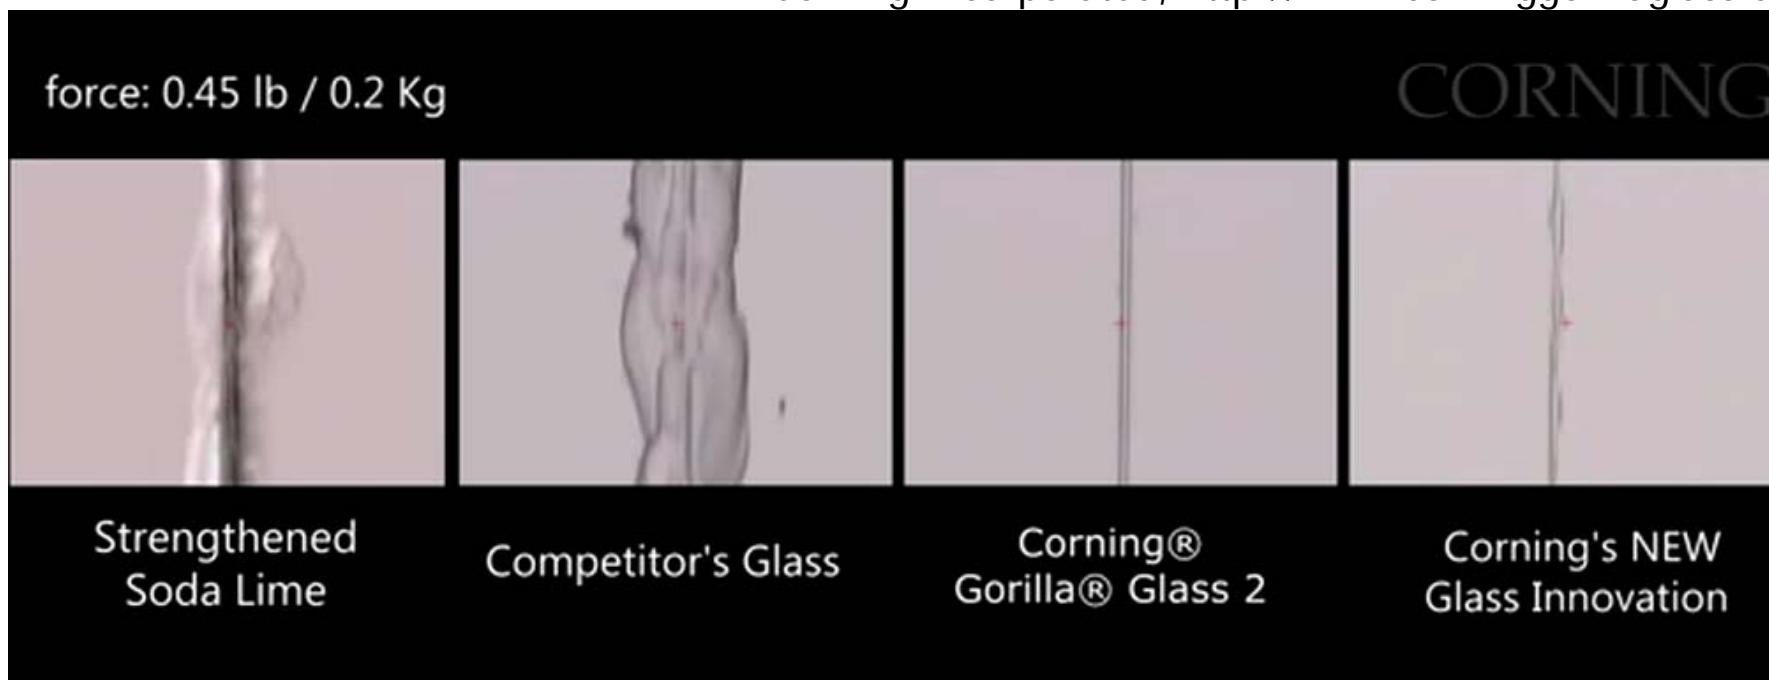 force: 0.45 lb / 0.2 Kg
CORNING
Strengthened
Soda Lime
Competitor's Glass
Corning®
Gorilla® Glass 2
Corning's NEW
Glass Innovation